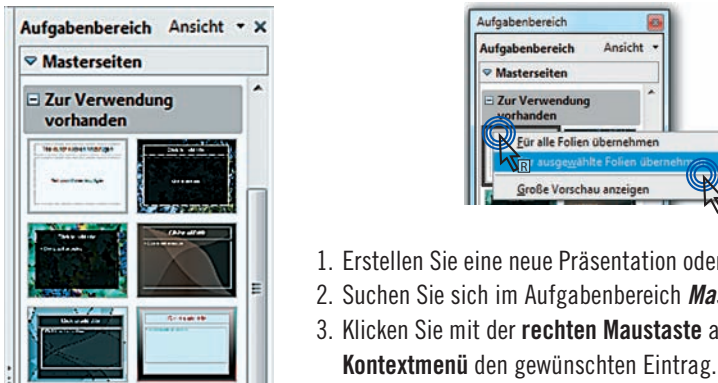 Aufgabenbereich Ansicht
Masterseiten
Zur Verwendung
vorhanden
Aufgabenbereich
Aufgabenbereich Ansicht
Masterseiten
Zur Verwendung
vorhanden
Für alle Folien übernehmen
ausgewählte Folien
R
Große Vorschau anzeigen
1. Erstellen Sie eine neue Präsentation oder
2. Suchen Sie sich im Aufgabenbereich
3. Klicken Sie mit der rechten Maustaste
Kontextmenü den gewünschten Eintrag.